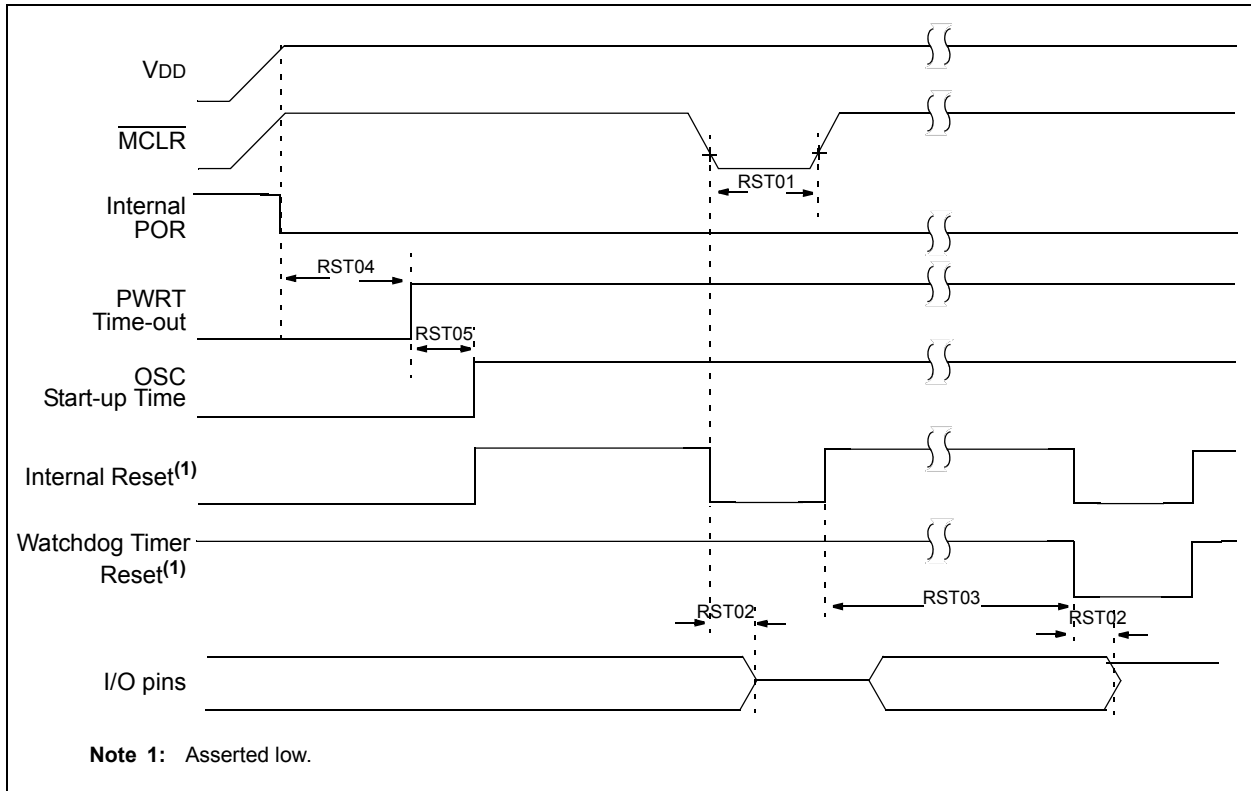 VDD
MCLR
RST01
Internal
POR
RST04
PWRT
Time-out
RST05
OSC
Start-up Time
Internal Reset(1)
Watchdog Timer
Reset(1)
RST03
RST02
RST02
I/O pins
Note 1: Asserted low.